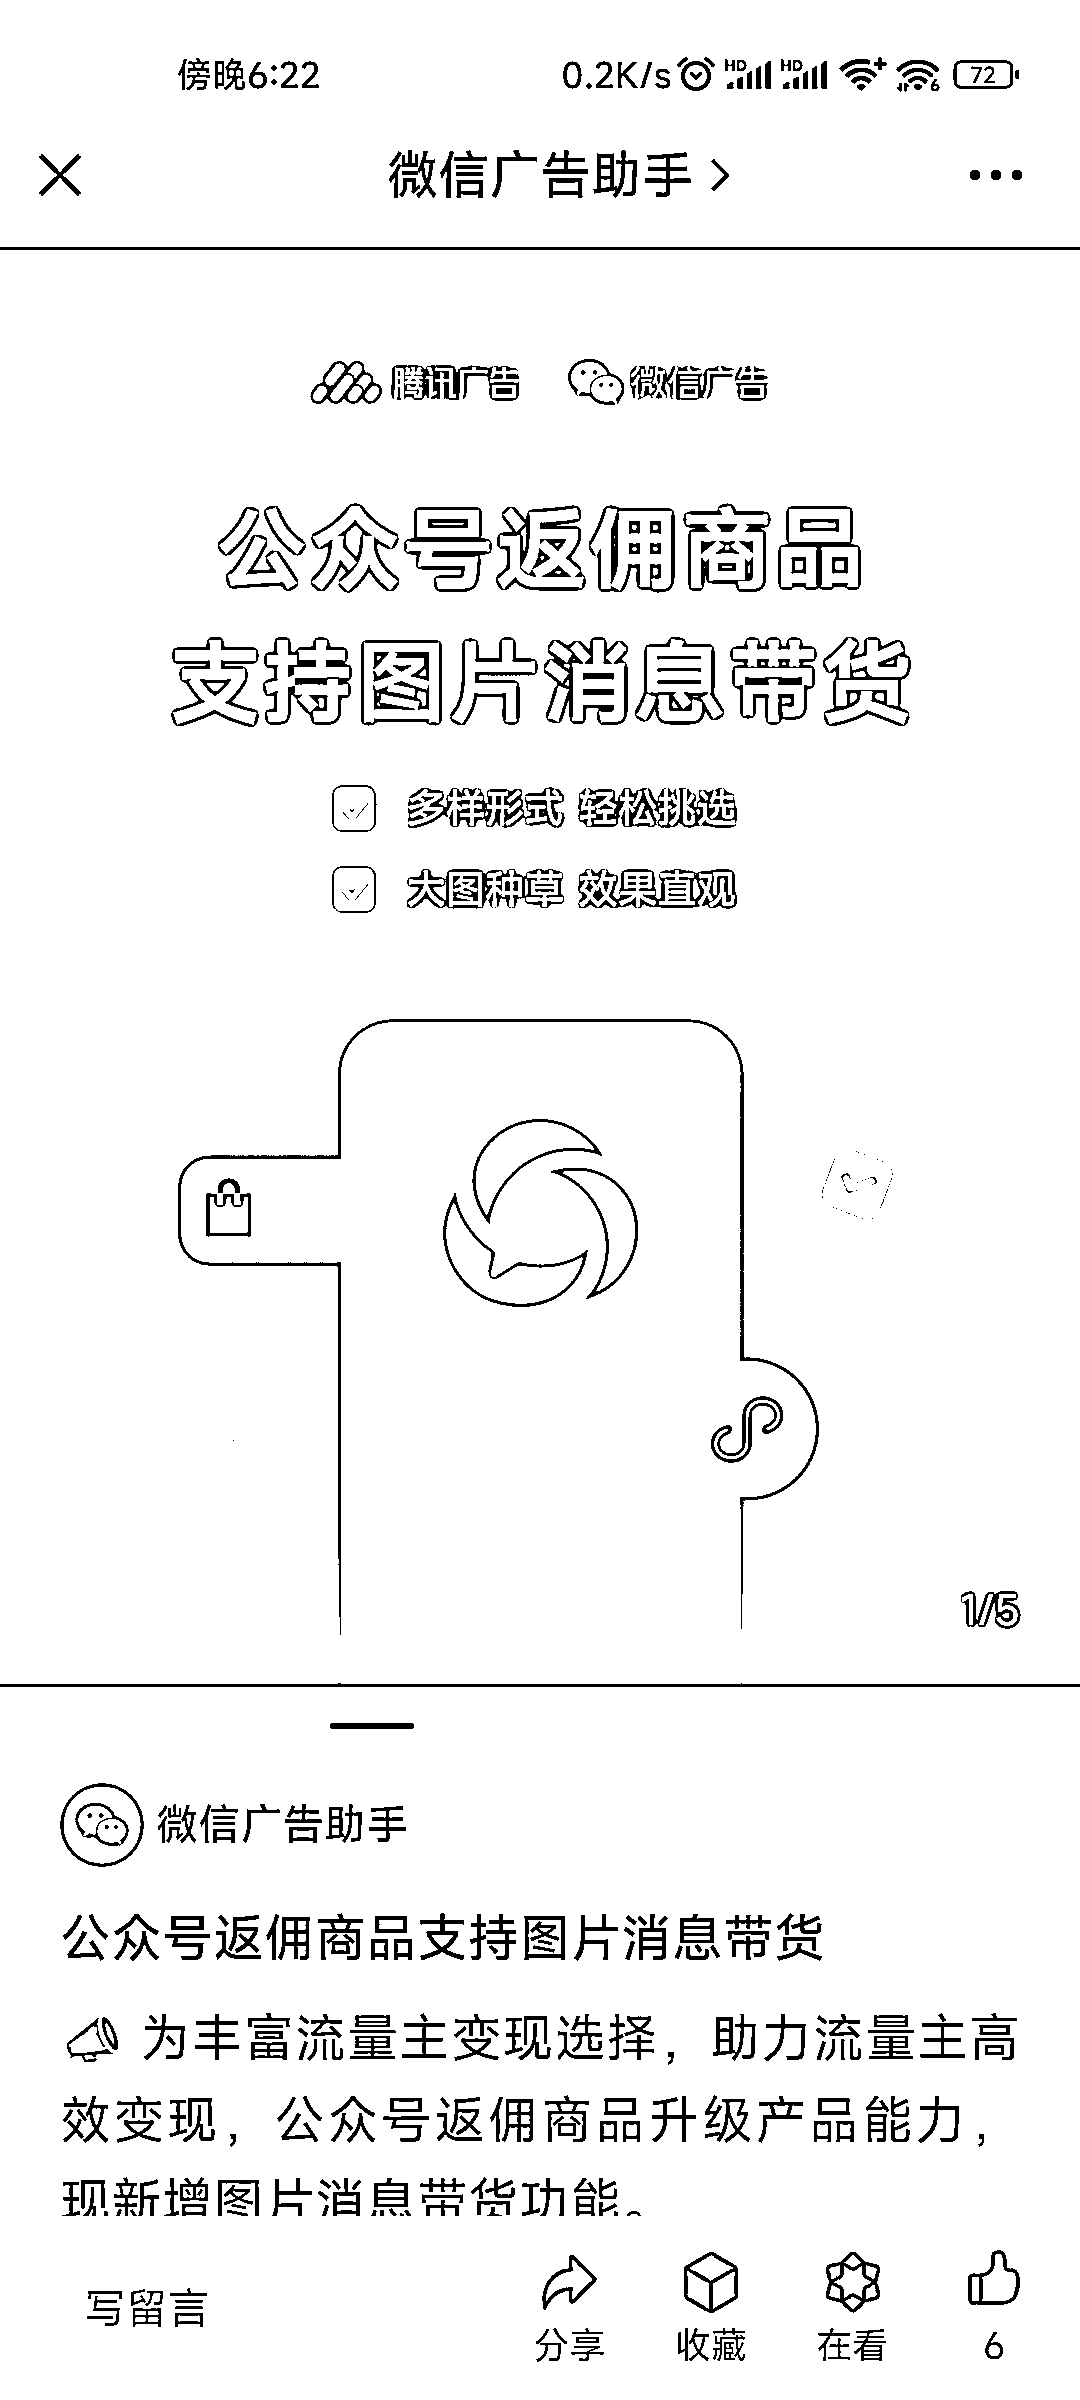 傍晚6:22
0.2K/s HD HD 6 72
微信广告助手
腾讯广告 微信广告
公众号返佣商品
支持图片消息带货
多样形式 轻松挑选
大图种草 效果直观
1/5
微信广告助手
公众号返佣商品支持图片消息带货
为丰富流量主变现选择，助力流量主高
效变现，公众号返佣商品升级产品能力，
现新增图片消息带货功能。
写留言
分享 收藏 在看 6